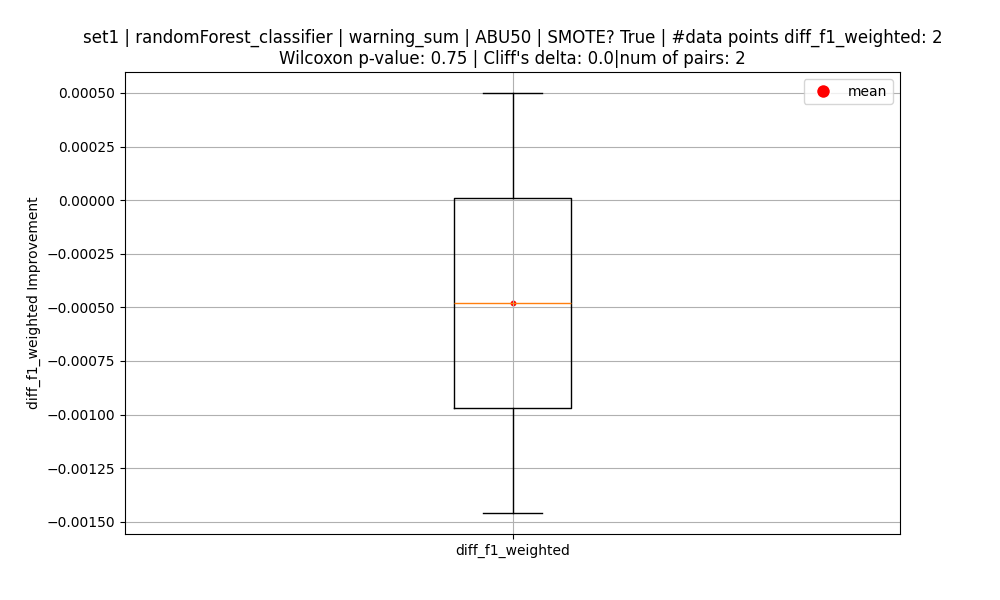 set1 | randomForest_classifier | warning_sum | ABU50 | SMOTE? True | #data points diff_f1_weighted: 2
Wilcoxon p-value: 0.75 | Cliff's delta: 0.0|num of pairs: 2
mean
0.00050
0.00025
0.00000
−0.00025
−0.00050
−0.00075
−0.00100
−0.00125
−0.00150
diff_f1_weighted Improvement
diff_f1_weighted